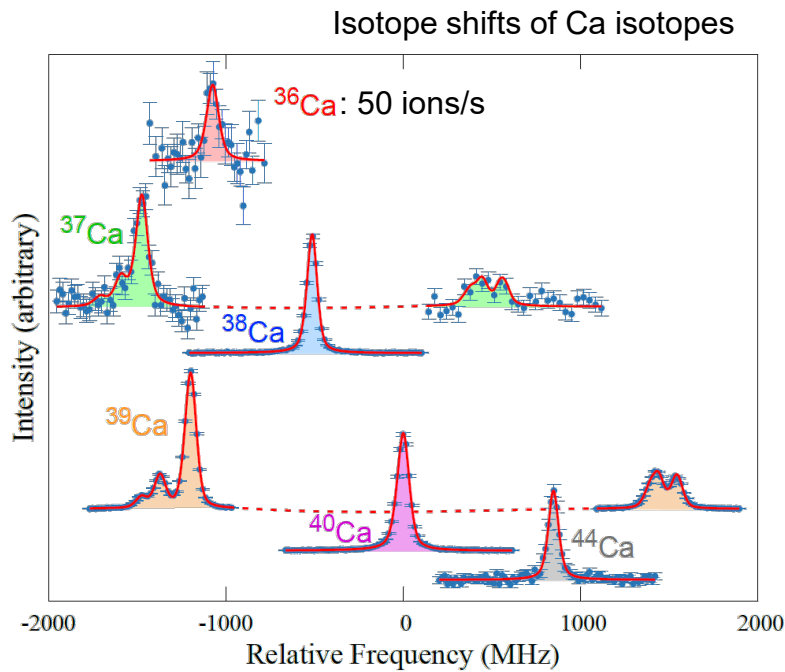 Isotope shifts of Ca isotopes
³⁶Ca: 50 ions/s
³⁷Ca
³⁸Ca
³⁹Ca
⁴⁰Ca
⁴⁴Ca
Intensity (arbitrary)
-2000 -1000 0 1000 2000
Relative Frequency (MHz)